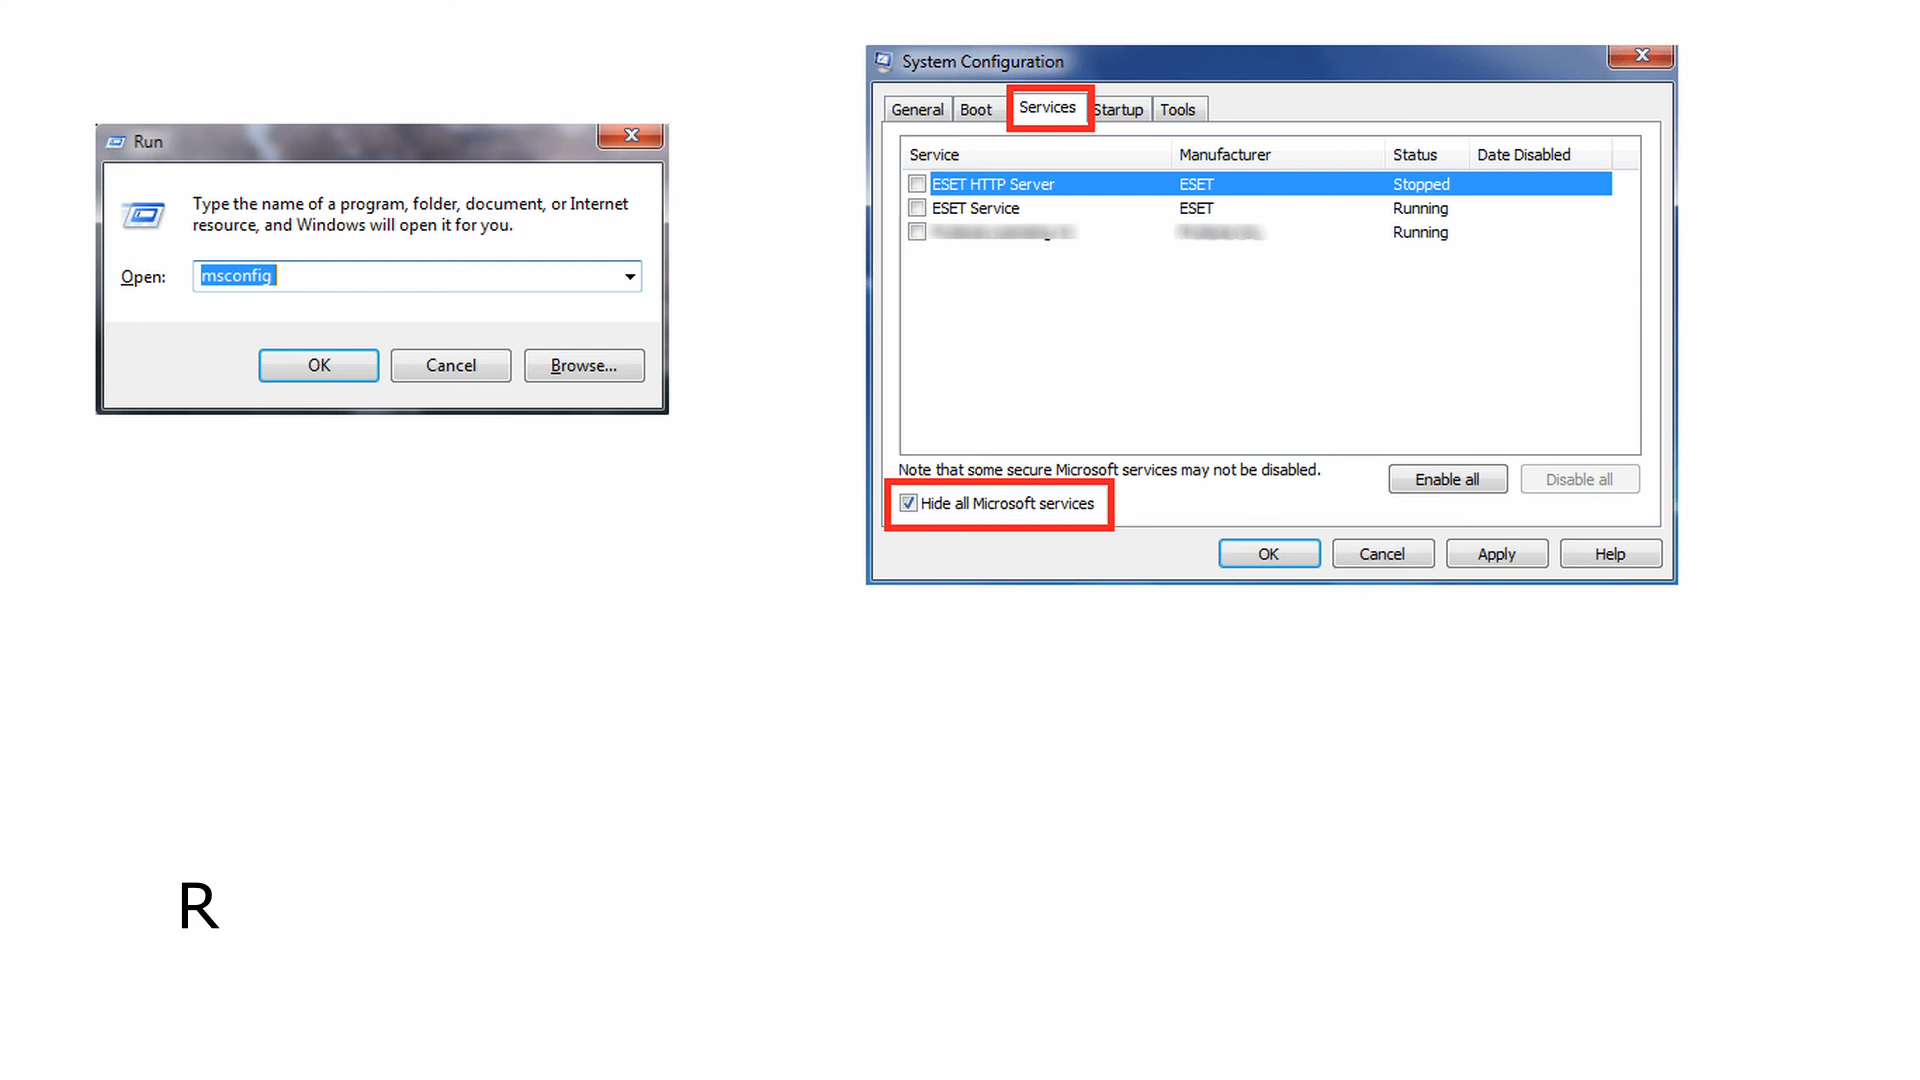 Run
Type the name of a program, folder, document, or Internet
resource, and Windows will open it for you.
Open: msconfig
OK Cancel Browse...
System Configuration
General Boot Services Startup Tools
Service Manufacturer Status Date Disabled
ESET HTTP Server ESET Stopped
ESET Service ESET Running
Running
Note that some secure Microsoft services may not be disabled.
Enable all Disable all
Hide all Microsoft services
OK Cancel Apply Help
R